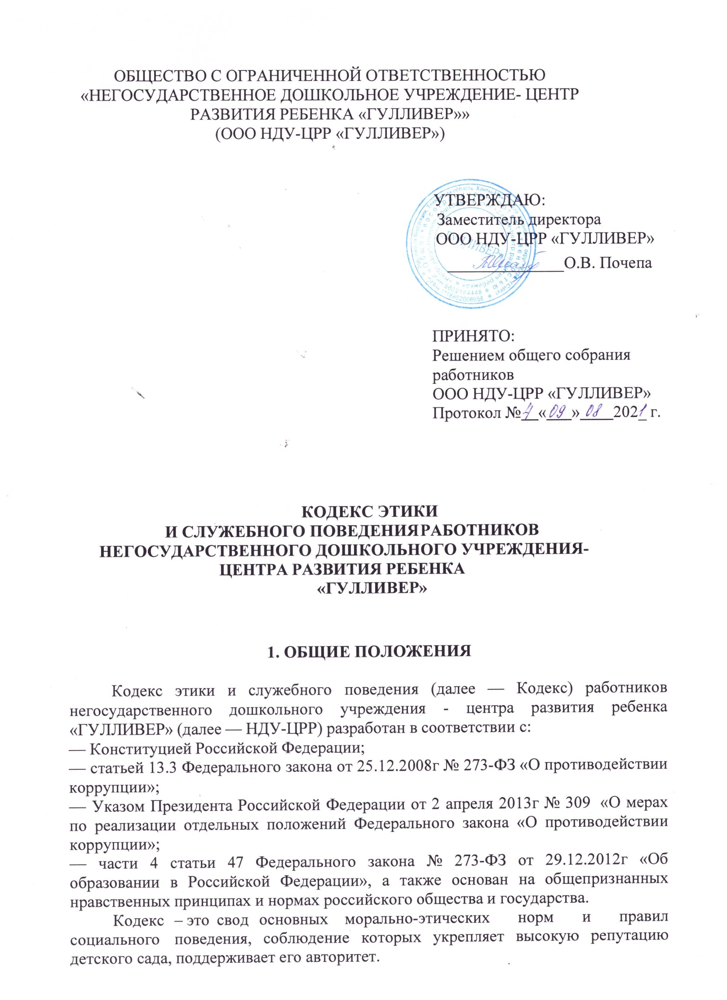 ОБЩЕСТВО С ОГРАНИЧЕННОЙ ОТВЕТСТВЕННОСТЬЮ
«НЕГОСУДАРСТВЕННОЕ ДОШКОЛЬНОЕ УЧРЕЖДЕНИЕ- ЦЕНТР
РАЗВИТИЯ РЕБЕНКА «ГУЛЛИВЕР»»
(ООО НДУ-ЦРР «ГУЛЛИВЕР»)
УТВЕРЖДАЮ:
Заместитель директора
ООО НДУ-ЦРР «ГУЛЛИВЕР»
______________О.В. Почепа
ПРИНЯТО:
Решением общего собрания
работников
ООО НДУ-ЦРР «ГУЛЛИВЕР»
Протокол № 4 «09» 08 2021 г.
КОДЕКС ЭТИКИ
И СЛУЖЕБНОГО ПОВЕДЕНИЯ РАБОТНИКОВ
НЕГОСУДАРСТВЕННОГО ДОШКОЛЬНОГО УЧРЕЖДЕНИЯ-
ЦЕНТРА РАЗВИТИЯ РЕБЕНКА
«ГУЛЛИВЕР»
1. ОБЩИЕ ПОЛОЖЕНИЯ
Кодекс этики и служебного поведения (далее — Кодекс) работников
негосударственного дошкольного учреждения - центра развития ребенка
«ГУЛЛИВЕР» (далее — НДУ-ЦРР) разработан в соответствии с:
— Конституцией Российской Федерации;
— статьей 13.3 Федерального закона от 25.12.2008г № 273-ФЗ «О противодействии
коррупции»;
— Указом Президента Российской Федерации от 2 апреля 2013г № 309 «О мерах
по реализации отдельных положений Федерального закона «О противодействии
коррупции»;
— части 4 статьи 47 Федерального закона № 273-ФЗ от 29.12.2012г «Об
образовании в Российской Федерации», а также основан на общепризнанных
нравственных принципах и нормах российского общества и государства.
Кодекс – это свод основных морально-этических норм и правил
социального поведения, соблюдение которых укрепляет высокую репутацию
детского сада, поддерживает его авторитет.